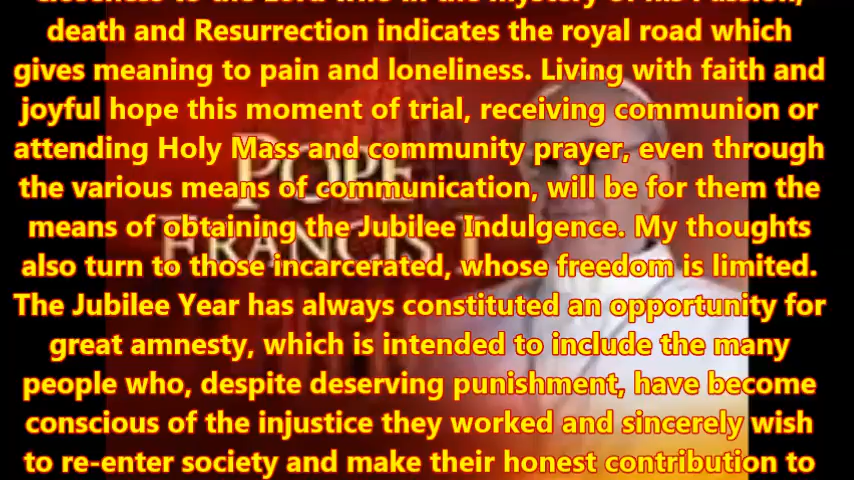 closeness to the Lord who in the mystery of his Passion,
death and Resurrection indicates the royal road which
gives meaning to pain and loneliness. Living with faith and
joyful hope this moment of trial, receiving communion or
attending Holy Mass and community prayer, even through
the various means of communication, will be for them the
means of obtaining the Jubilee Indulgence. My thoughts
also turn to those incarcerated, whose freedom is limited.
The Jubilee Year has always constituted an opportunity for
great amnesty, which is intended to include the many
people who, despite deserving punishment, have become
conscious of the injustice they worked and sincerely wish
to re-enter society and make their honest contribution to
POPE
FRANCIS I